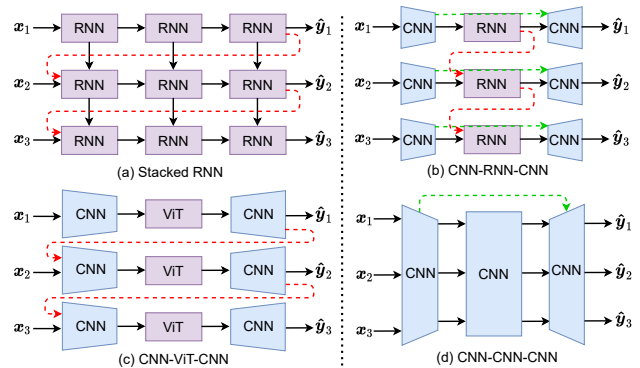 x₁ RNN RNN RNN ŷ₁
x₂ RNN RNN RNN ŷ₂
x₃ RNN RNN RNN ŷ₃
(a) Stacked RNN
x₁ CNN RNN CNN ŷ₁
x₂ CNN RNN CNN ŷ₂
x₃ CNN RNN CNN ŷ₃
(b) CNN-RNN-CNN
x₁ CNN ViT CNN ŷ₁
x₂ CNN ViT CNN ŷ₂
x₃ CNN ViT CNN ŷ₃
(c) CNN-ViT-CNN
x₁ ŷ₁
x₂ CNN CNN CNN ŷ₂
x₃ ŷ₃
(d) CNN-CNN-CNN